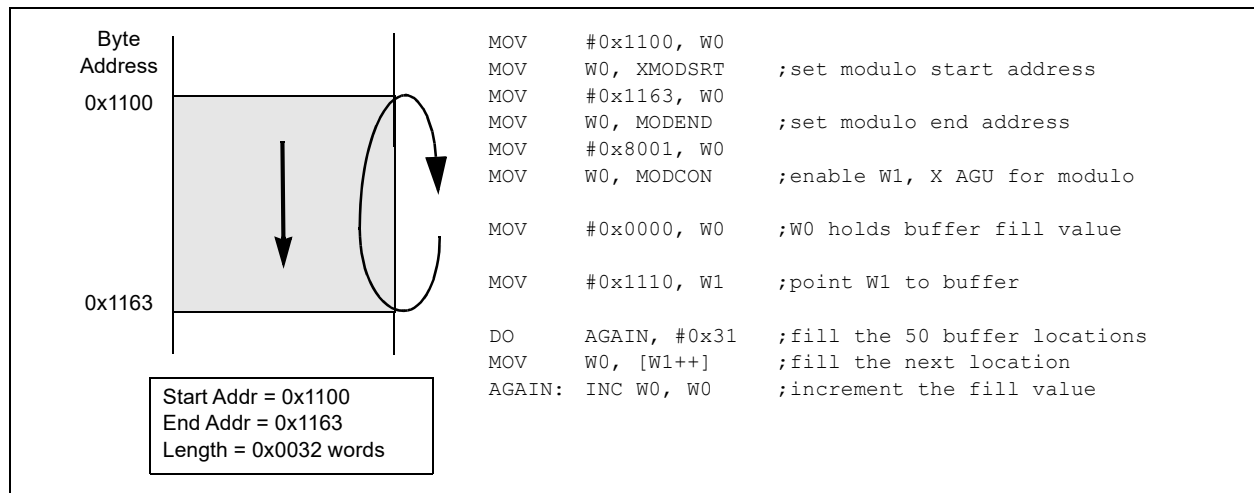 Byte
Address
0x1100
0x1163
Start Addr = 0x1100
End Addr = 0x1163
Length = 0x0032 words
MOV #0x1100, W0
MOV W0, XMODSRT ;set modulo start address
MOV #0x1163, W0
MOV W0, MODEND ;set modulo end address
MOV #0x8001, W0
MOV W0, MODCON ;enable W1, X AGU for modulo
MOV #0x0000, W0 ;W0 holds buffer fill value
MOV #0x1110, W1 ;point W1 to buffer
DO AGAIN, #0x31 ;fill the 50 buffer locations
MOV W0, [W1++] ;fill the next location
AGAIN: INC W0, W0 ;increment the fill value